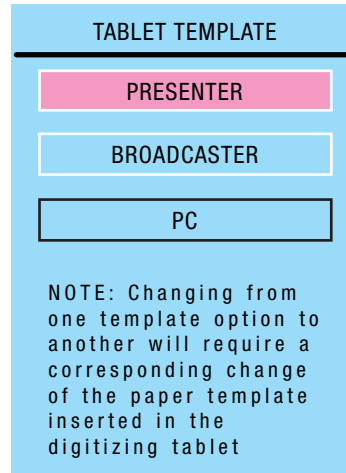 TABLET TEMPLATE
PRESENTER
BROADCASTER
PC
NOTE: Changing from
one template option to
another will require a
corresponding change
of the paper template
inserted in the
digitizing tablet